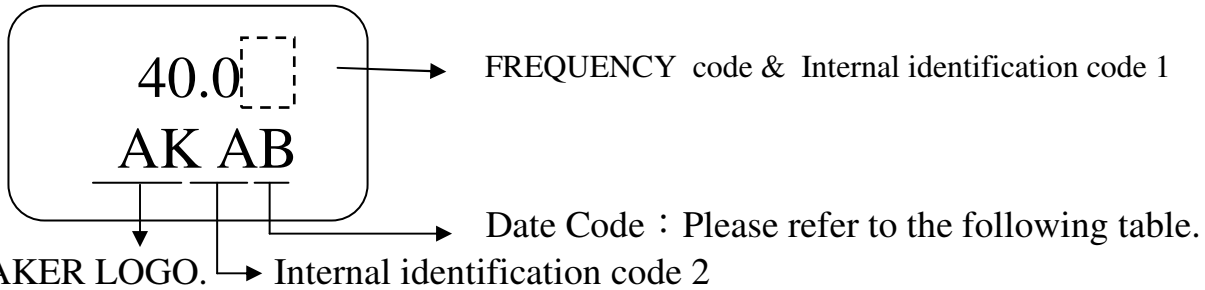 40.0
FREQUENCY code & Internal identification code 1
AK AB
Date Code：Please refer to the following table.
AKER LOGO.
Internal identification code 2